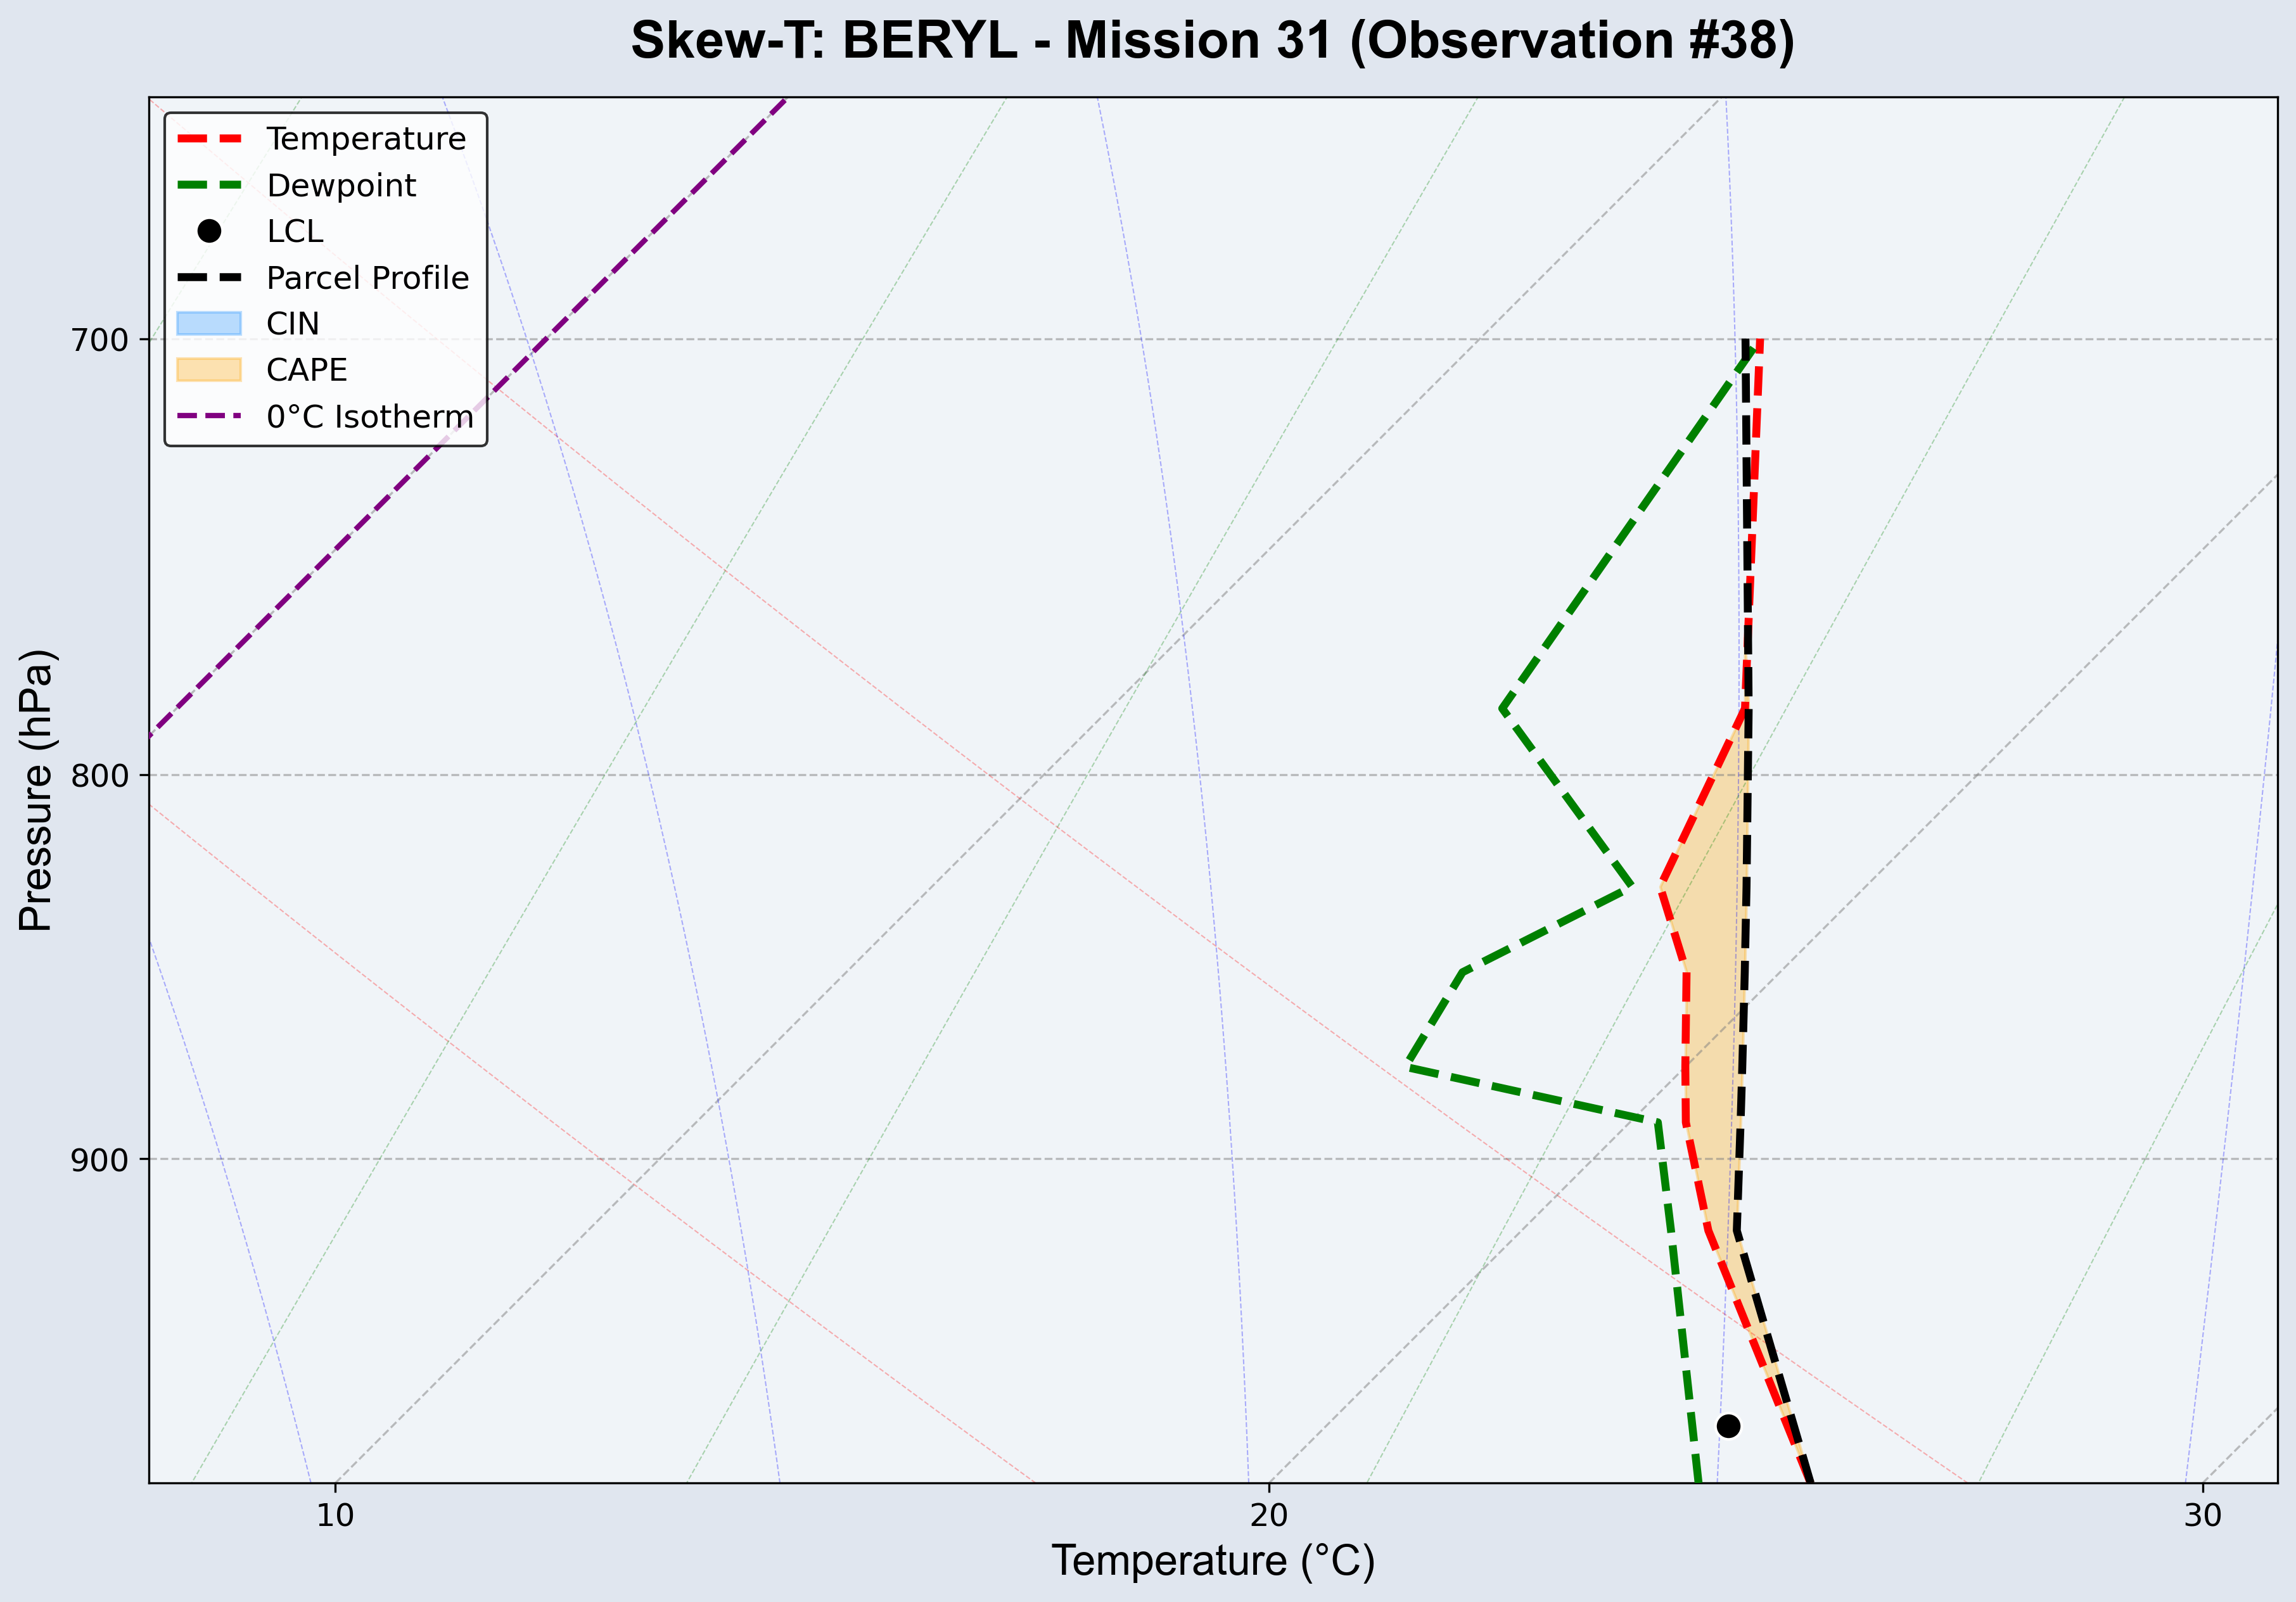 Skew-T: BERYL - Mission 31 (Observation #38)
Temperature
Dewpoint
LCL
Parcel Profile
CIN
CAPE
0°C Isotherm
Pressure (hPa)
700
800
900
10
20
30
Temperature (°C)